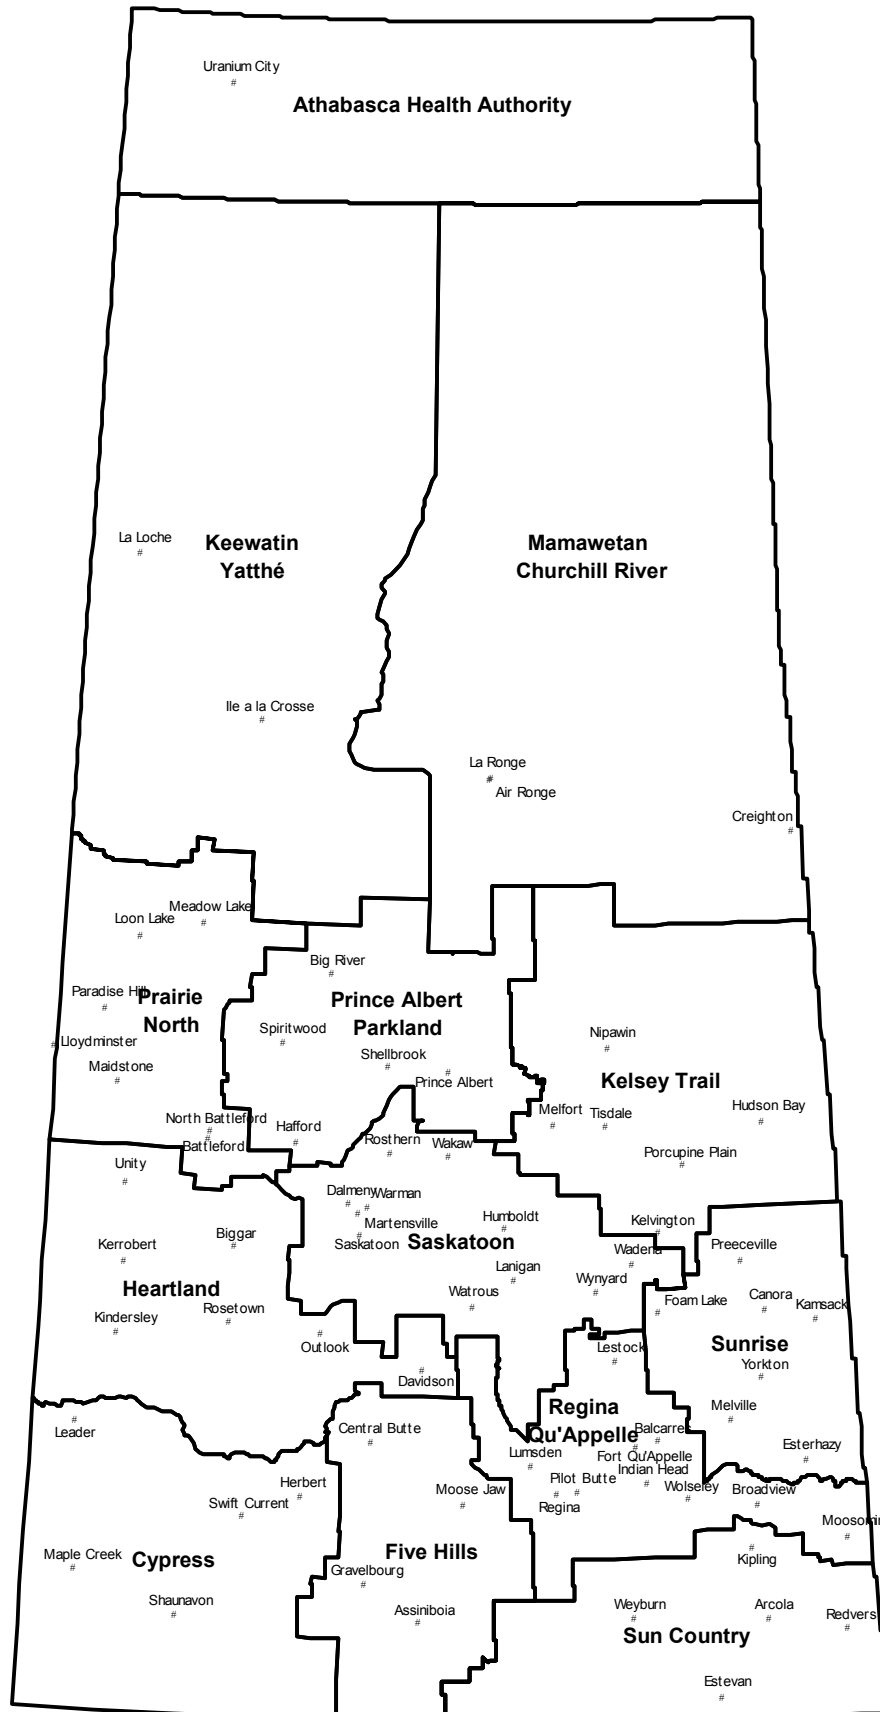 Uranium City
Athabasca Health Authority
La Loche
Keewatin
Yatthé
Mamawetan
Churchill River
Ile a la Crosse
La Ronge
Air Ronge
Creighton
Meadow Lake
Loon Lake
Big River
Paradise Hill
Prairie
North
Prince Albert
Parkland
Spiritwood
Nipawin
Lloydminster
Shellbrook
Maidstone
Prince Albert
Kelsey Trail
Hudson Bay
Melfort
Tisdale
North Battleford
Hafford
Battleford
Rosthern
Wakaw
Porcupine Plain
Unity
Dalmeny
Warman
Martensville
Humboldt
Kelvington
Biggar
Saskatoon
Saskatoon
Kerrobert
Wadena
Preeceville
Lanigan
Wynyard
Heartland
Watrous
Foam Lake
Canora
Kamsack
Rosetown
Kindersley
Outlook
Lestock
Sunrise
Yorkton
Davidson
Regina
Qu'Appelle
Melville
Leader
Central Butte
Balcarres
Lumsden
Fort Qu'Appelle
Esterhazy
Indian Head
Herbert
Pilot Butte
Moose Jaw
Wolseley
Broadview
Swift Current
Regina
Moosomin
Maple Creek
Cypress
Five Hills
Kipling
Gravelbourg
Shaunavon
Assiniboia
Weyburn
Arcola
Redvers
Sun Country
Estevan